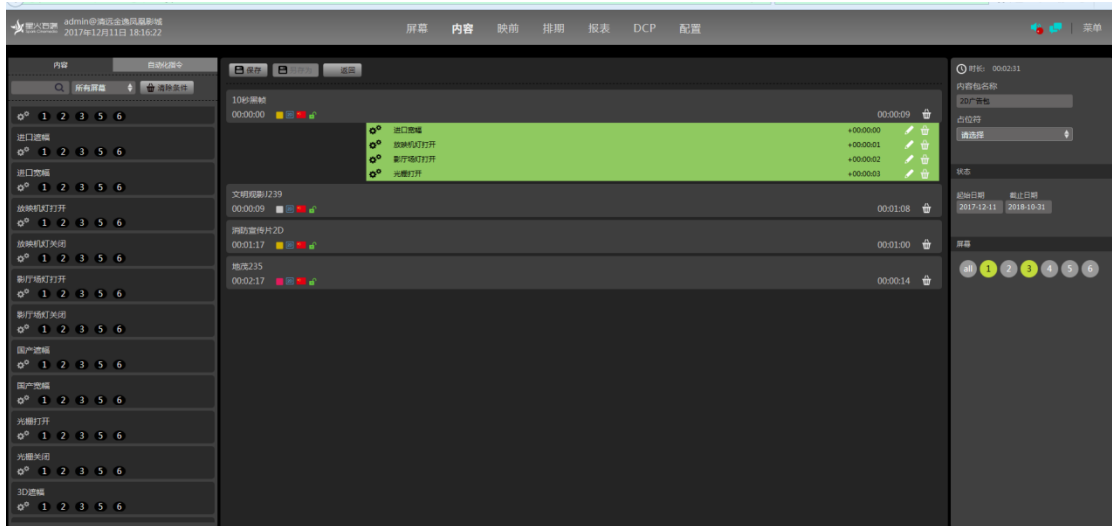 admin@清远金逸凤凰影城
2017年12月11日 18:16:22
屏幕 内容 映前 排期 报表 DCP 配置
菜单
内容 自动化指令
所有屏幕 清除条件
1 2 3 5 6
进口遮幅
1 2 3 5 6
进口宽幅
1 2 3 5 6
放映机灯打开
1 2 3 5 6
放映机灯关闭
1 2 3 5 6
影厅场灯打开
1 2 3 5 6
影厅场灯关闭
1 2 3 5 6
国产遮幅
1 2 3 5 6
国产宽幅
1 2 3 5 6
光栅打开
1 2 3 5 6
光栅关闭
1 2 3 5 6
3D遮幅
1 2 3 5 6
保存 返回
10秒黑帧
00:00:00 00:00:09
进口宽幅 +00:00:00
放映机灯打开 +00:00:01
影厅场灯打开 +00:00:02
光栅打开 +00:00:03
文明观影J239
00:00:09 00:01:08
消防宣传片2D
00:01:17 00:01:00
地茂235
00:02:17 00:00:14
时长: 00:02:31
内容包名称
2D广告包
占位符
请选择
状态
起始日期 截止日期
2017-12-11 2018-10-31
屏幕
all 1 2 3 4 5 6